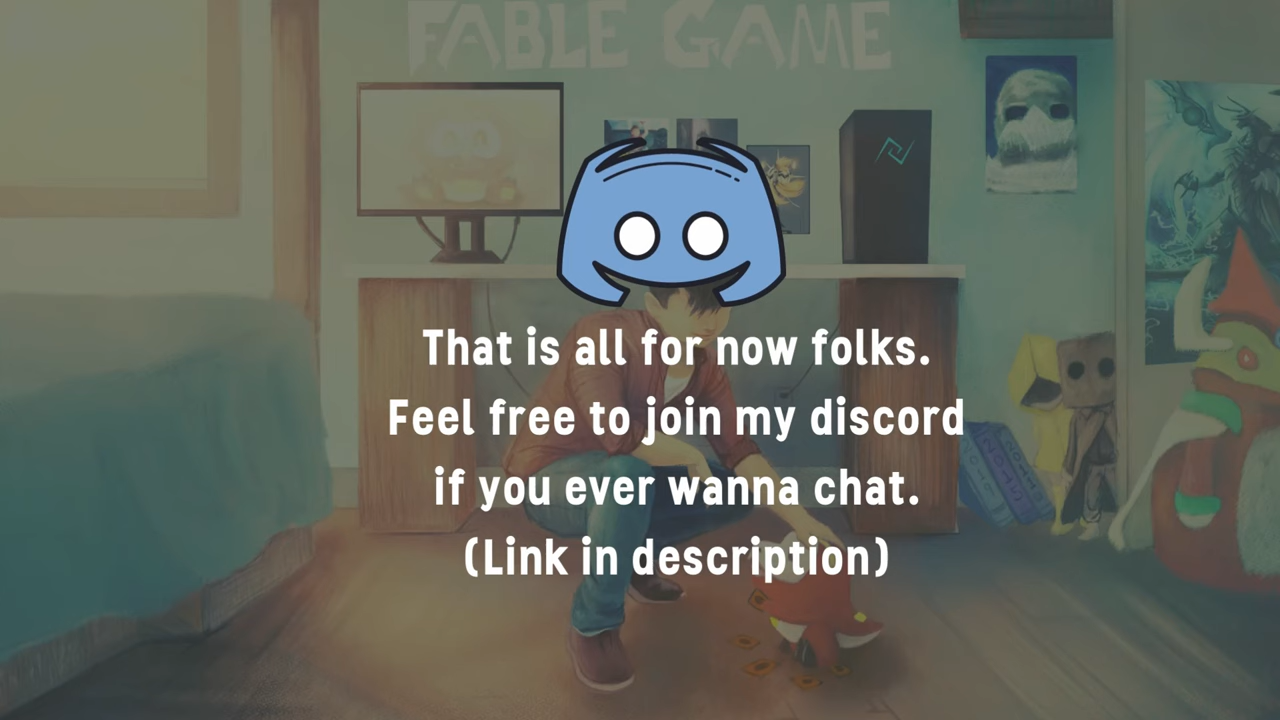 FABLE GAME
That is all for now folks.
Feel free to join my discord
if you ever wanna chat.
(Link in description)